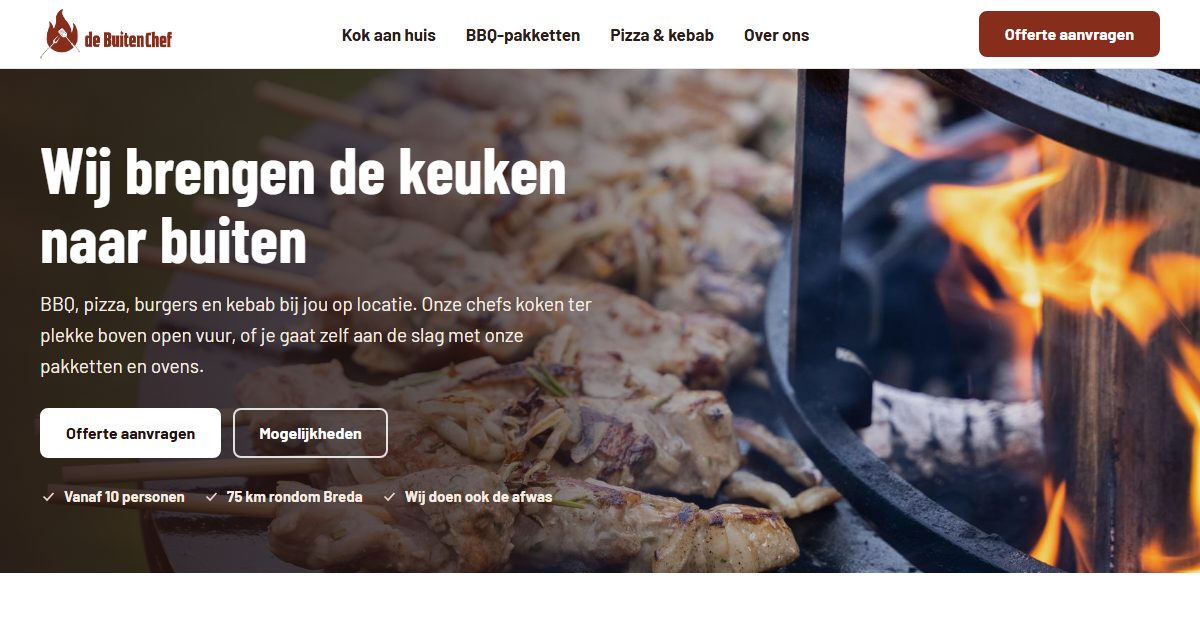 de BuitenChef
Kok aan huis
BBQ-pakketten
Pizza & kebab
Over ons
Offerte aanvragen
Wij brengen de keuken
naar buiten
BBQ, pizza, burgers en kebab bij jou op locatie. Onze chefs koken ter
plekke boven open vuur, of je gaat zelf aan de slag met onze
pakketten en ovens.
Offerte aanvragen
Mogelijkheden
Vanaf 10 personen
75 km rondom Breda
Wij doen ook de afwas